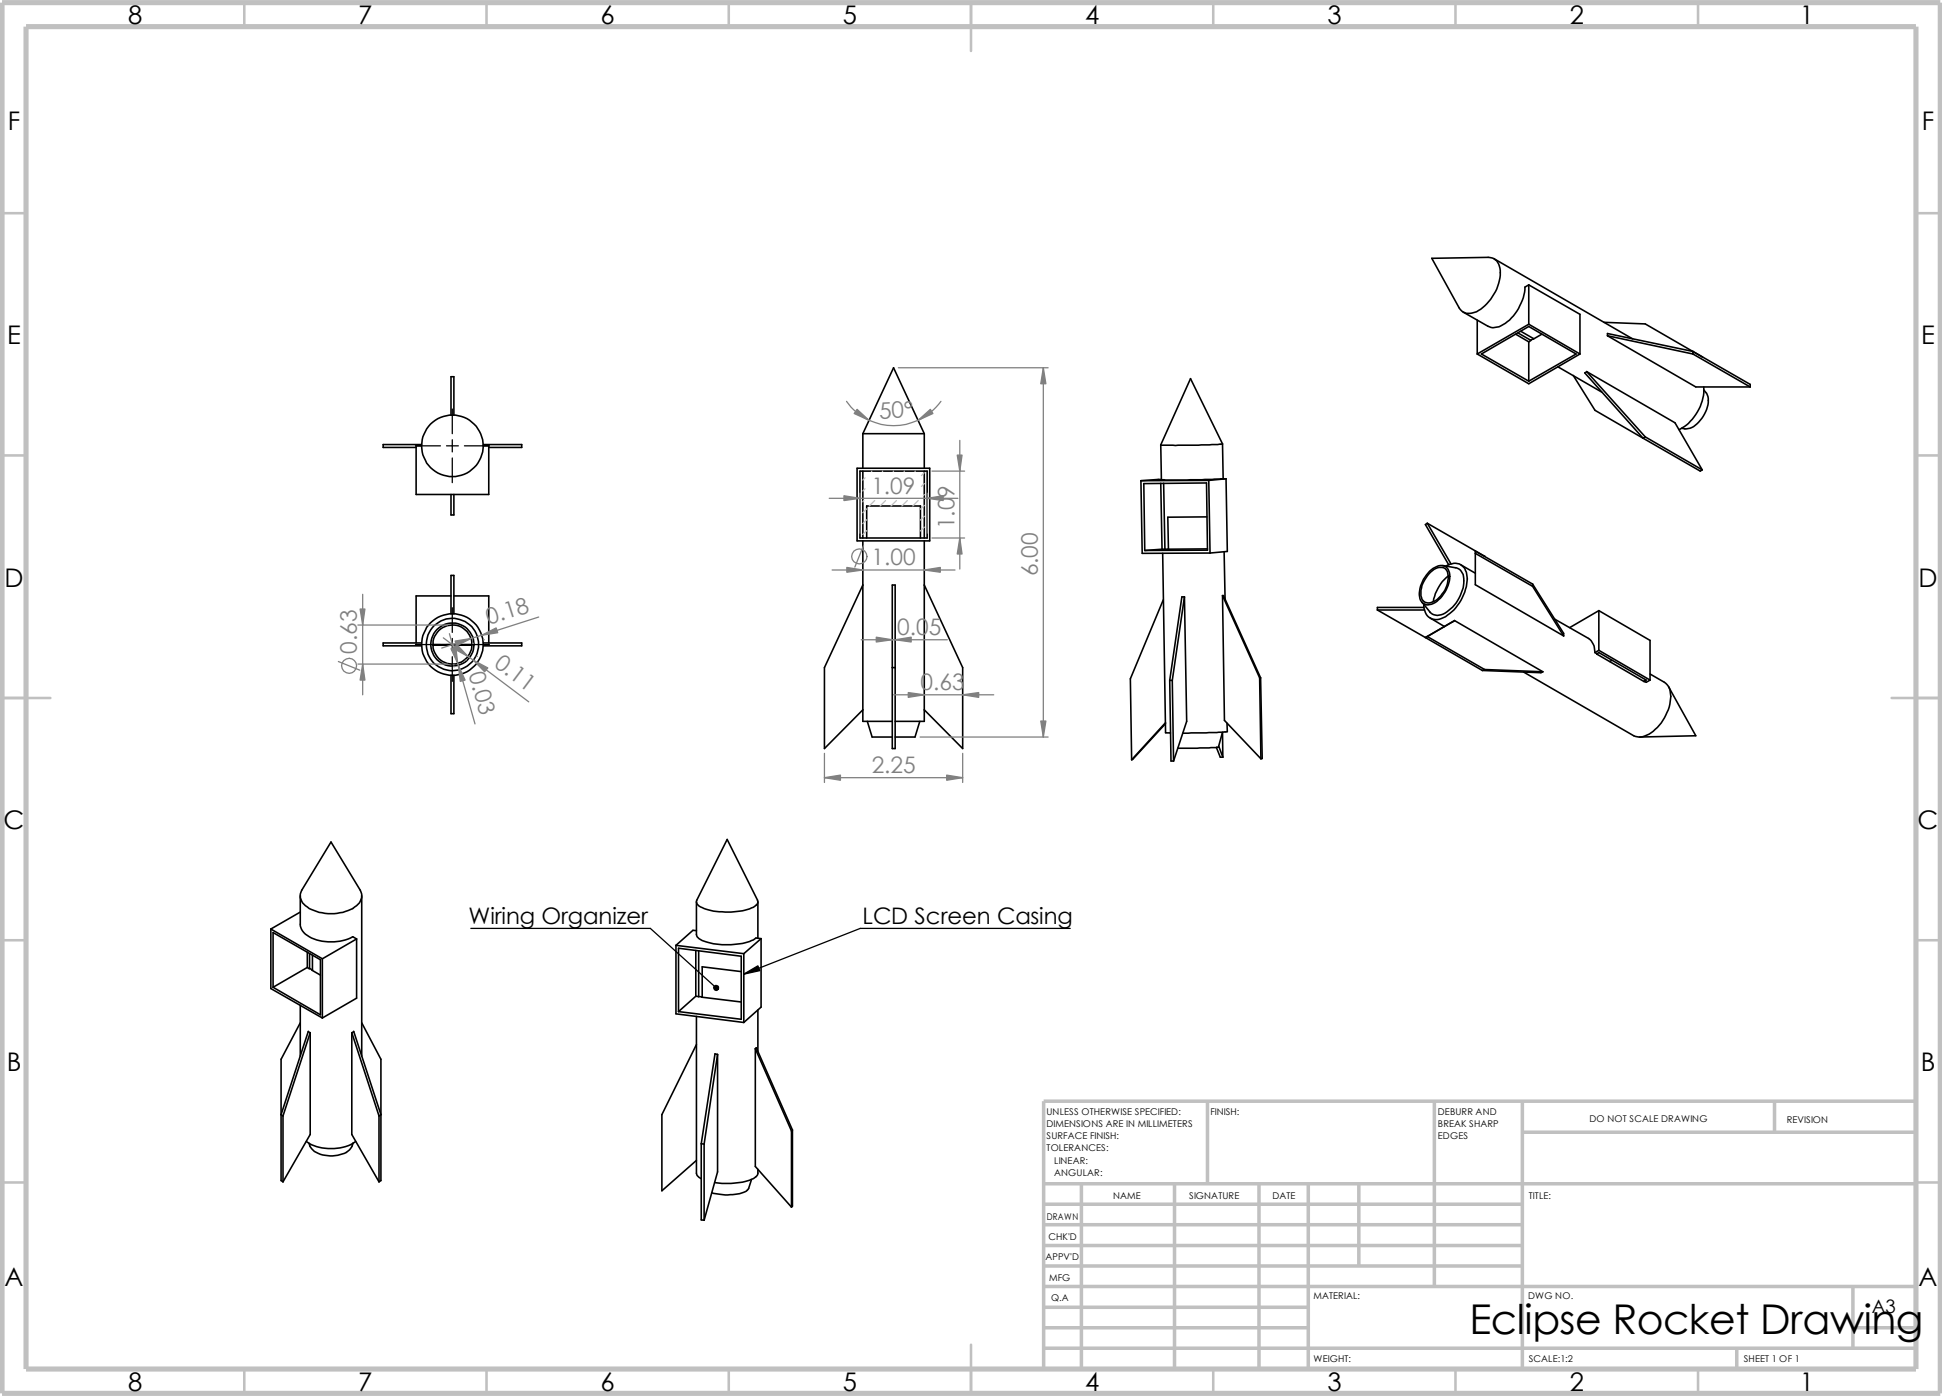 8 7 6 5 4 3 2 1
F F
E E
D D
C C
B B
A A
50°
1.09
1.09
⌀1.00
6.00
0.05
0.63
2.25
⌀0.63
0.18
0.11
0.03
Wiring Organizer
LCD Screen Casing
UNLESS OTHERWISE SPECIFIED:
DIMENSIONS ARE IN MILLIMETERS
SURFACE FINISH:
TOLERANCES:
LINEAR:
ANGULAR:
FINISH:
DEBURR AND
BREAK SHARP
EDGES
DO NOT SCALE DRAWING
REVISION
NAME SIGNATURE DATE
TITLE:
DRAWN
CHK'D
APPV'D
MFG
Q.A
MATERIAL:
DWG NO.
Eclipse Rocket Drawing
A3
WEIGHT:
SCALE:1:2
SHEET 1 OF 1
8 7 6 5 4 3 2 1